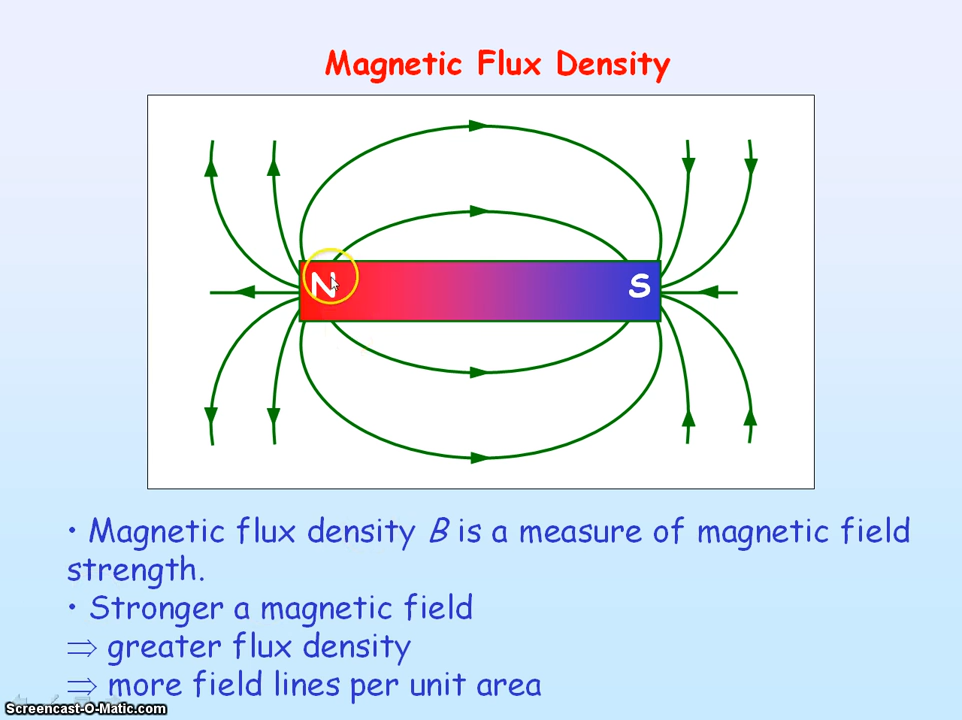 Magnetic Flux Density
N
S
• Magnetic flux density B is a measure of magnetic field
strength.
• Stronger a magnetic field
⇒ greater flux density
⇒ more field lines per unit area
Screencast-O-Matic.com